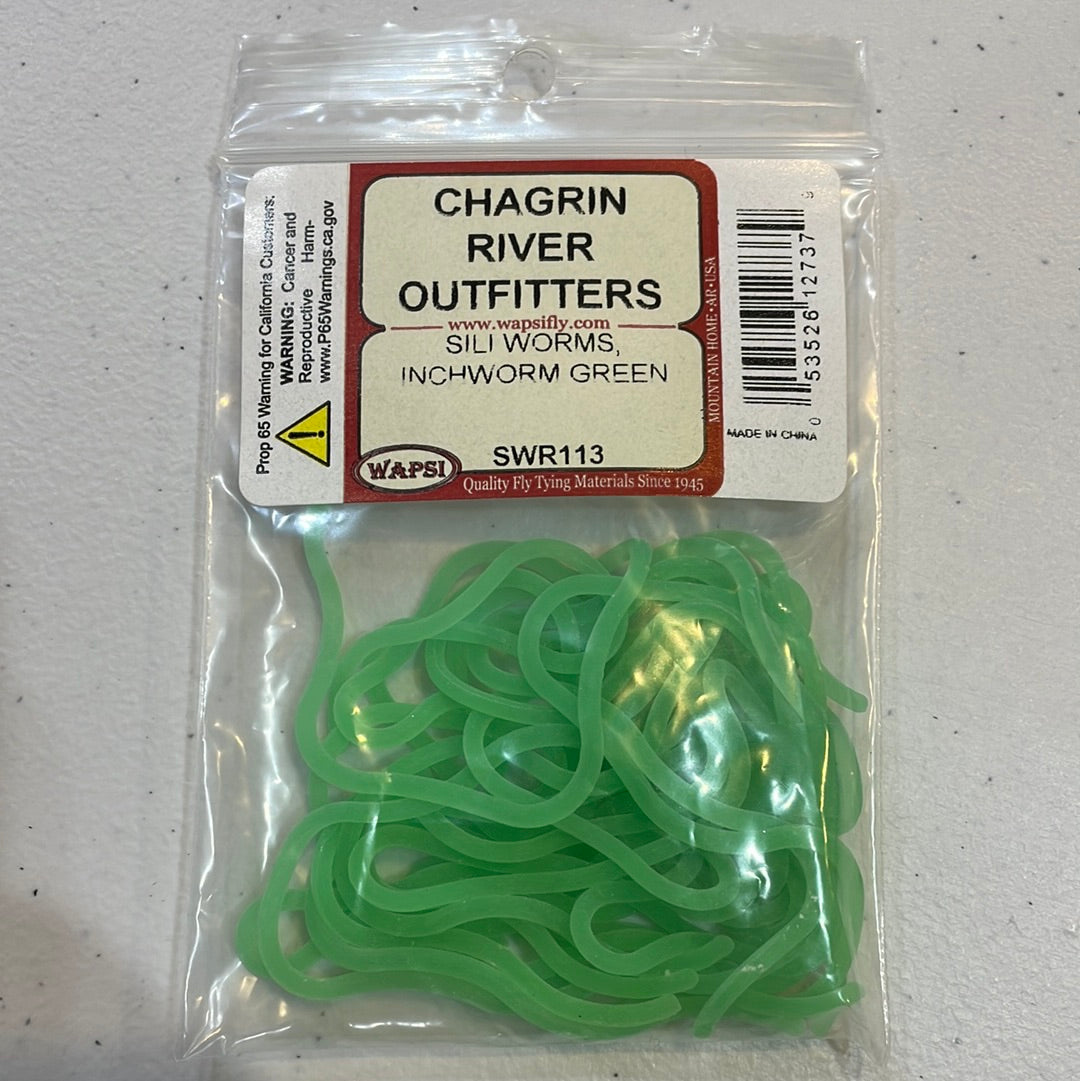 Prop 65 Warning for California Customers:
WARNING: Cancer and
Reproductive Harm-
www.P65Warnings.ca.gov
CHAGRIN
RIVER
OUTFITTERS
www.wapsifly.com
SILI WORMS,
INCHWORM GREEN
SWR113
WAPSI
Quality Fly Tying Materials Since 1945
MOUNTAIN HOME • AR • USA
0 53526 12737 9
MADE IN CHINA